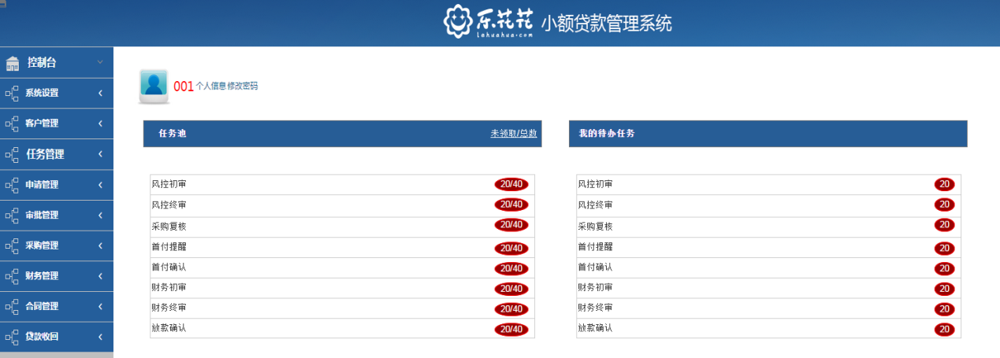 乐花花 小额贷款管理系统
lehuahua.com
控制台
系统设置
客户管理
任务管理
申请管理
审批管理
采购管理
财务管理
合同管理
贷款收回
001 个人信息 修改密码
任务池 未领取/总数
风控初审 20/40
风控终审 20/40
采购复核 20/40
首付提醒 20/40
首付确认 20/40
财务初审 20/40
财务终审 20/40
放款确认 20/40
我的待办任务
风控初审 20
风控终审 20
采购复核 20
首付提醒 20
首付确认 20
财务初审 20
财务终审 20
放款确认 20